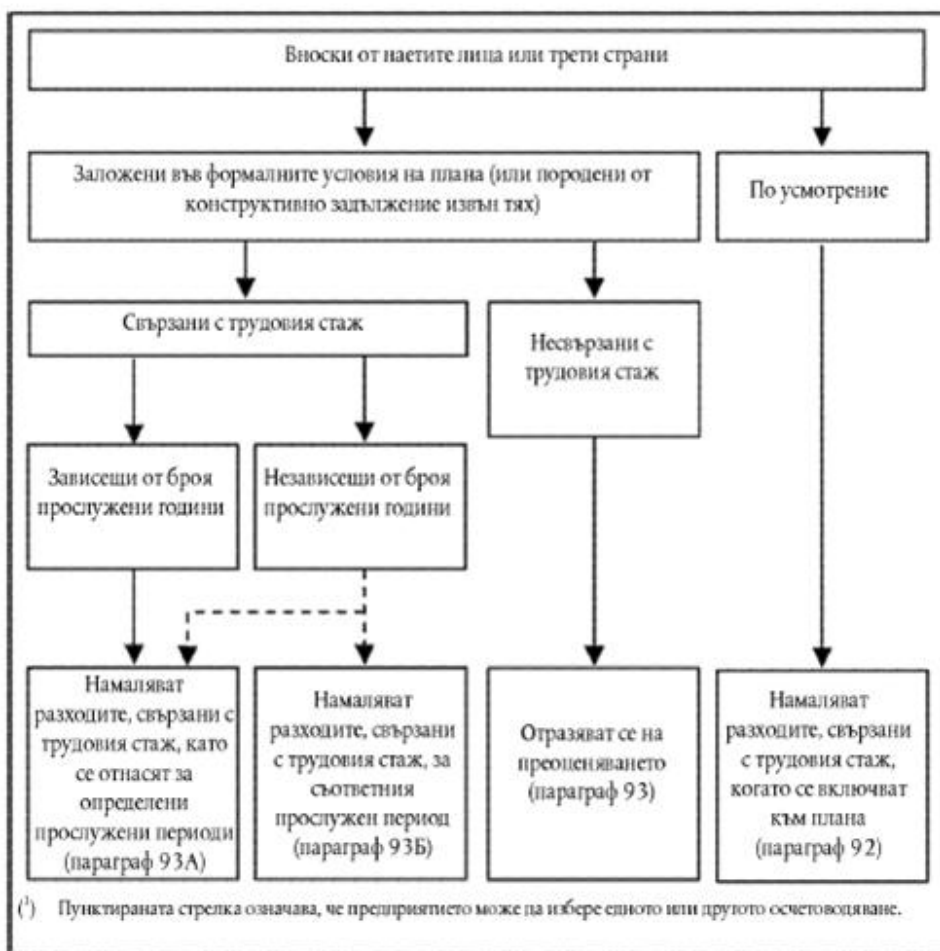 Вноски от наетите лица или трети страни
Заложени във формалните условия на плана (или породени от
конструктивно задължение извън тях)
По усмотрение
Свързани с трудовия стаж
Несвързани с
трудовия стаж
Зависещи от броя
прослужени години
Независещи от броя
прослужени години
Намаляват
разходите, свързани с
трудовия стаж, като
се отнасят за
определени
прослужени периоди
(параграф 93А)
Намаляват
разходите, свързани
с трудовия стаж, за
съответния
прослужен период
(параграф 93Б)
Отразяват се на
преоценяването
(параграф 93)
Намаляват
разходите, свързани
с трудовия стаж,
когато се включват
към плана
(параграф 92)
(¹) Пунктираната стрелка означава, че предприятието може да избере едното или другото осчетоводяване.